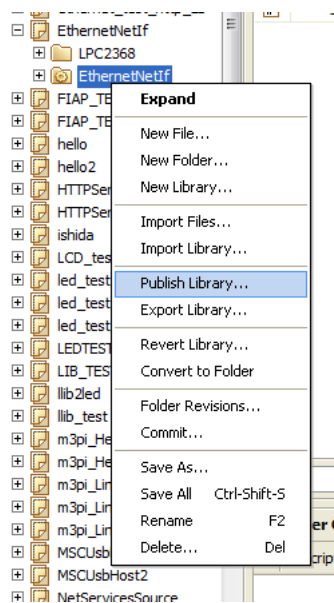 EthernetNetIf
LPC2368
EthernetNetIf
FIAP_TE
FIAP_TE
hello
hello2
HTTPSer
HTTPSer
ishida
LCD_tes
led_test
led_test
led_test
LEDTEST
LIB_TES
llib2led
llib_test
m3pi_He
m3pi_He
m3pi_Lin
m3pi_Lin
m3pi_Lin
MSCUsb
MSCUsbHost2
NetServicesSource
Expand
New File...
New Folder...
New Library...
Import Files...
Import Library...
Publish Library...
Export Library...
Revert Library...
Convert to Folder
Folder Revisions...
Commit...
Save As...
Save All Ctrl-Shift-S
Rename F2
Delete... Del
er
crip